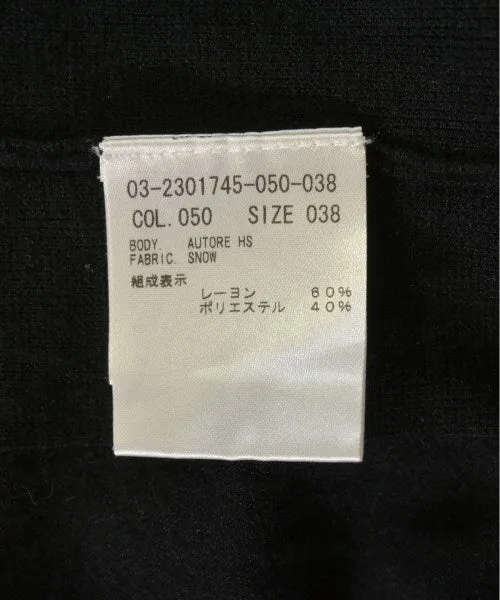 03-2301745-050-038
COL. 050 SIZE 038
BODY. AUTORE HS
FABRIC. SNOW
組成表示
レーヨン 60%
ポリエステル 40%